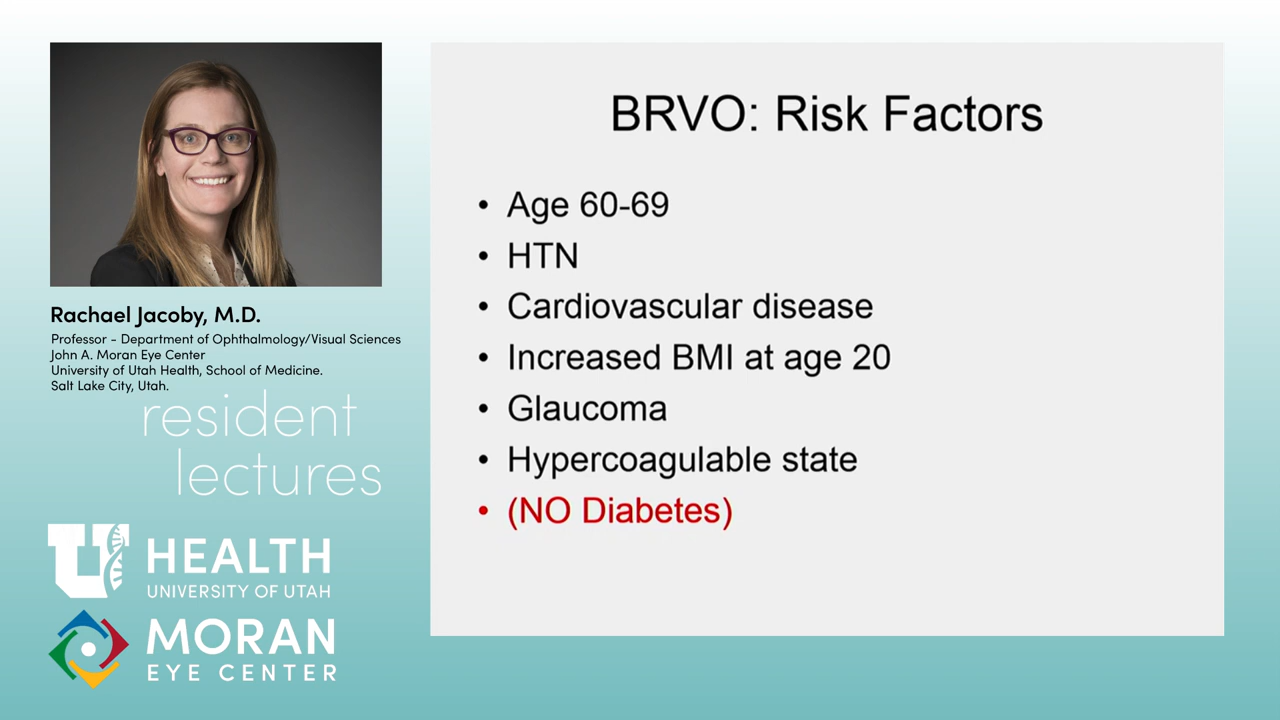 Rachael Jacoby, M.D.
Professor - Department of Ophthalmology/Visual Sciences
John A. Moran Eye Center
University of Utah Health, School of Medicine.
Salt Lake City, Utah.
resident
lectures
U HEALTH
UNIVERSITY OF UTAH
MORAN
EYE CENTER
BRVO: Risk Factors
• Age 60-69
• HTN
• Cardiovascular disease
• Increased BMI at age 20
• Glaucoma
• Hypercoagulable state
• (NO Diabetes)